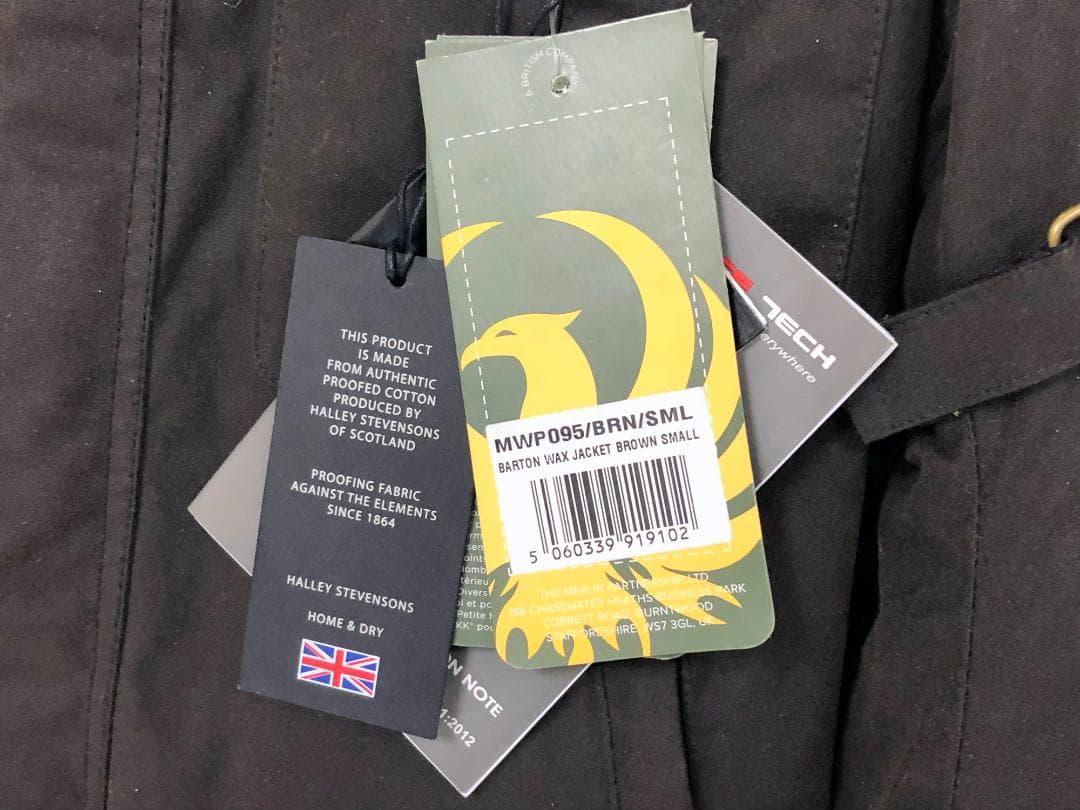 A BRITISH COMPANY
THIS PRODUCT
IS MADE
FROM AUTHENTIC
PROOFED COTTON
PRODUCED BY
HALLEY STEVENSONS
OF SCOTLAND
PROOFING FABRIC
AGAINST THE ELEMENTS
SINCE 1864
HALLEY STEVENSONS
HOME & DRY
MWP095/BRN/SML
BARTON WAX JACKET BROWN SMALL
5 060339 919102
THE MERLIN PARTNERSHIP LTD
198 CHASEWATER HEATHS BUSINESS PARK
COBBETT ROAD, BURNTWOOD
STAFFORDSHIRE, WS7 3GL, UK
TECH
erywhere
ON NOTE
1:2012